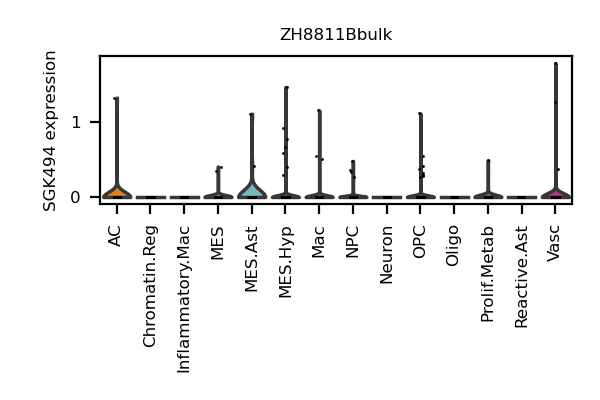 ZH8811Bbulk
SGK494 expression
1
0
AC
Chromatin.Reg
Inflammatory.Mac
MES
MES.Ast
MES.Hyp
Mac
NPC
Neuron
OPC
Oligo
Prolif.Metab
Reactive.Ast
Vasc